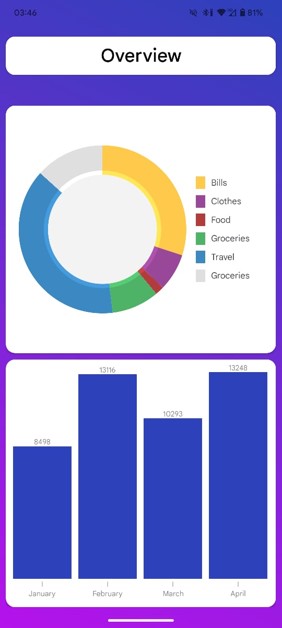 03:46
81%
Overview
Bills
Clothes
Food
Groceries
Travel
Groceries
8498
13116
10293
13248
January
February
March
April